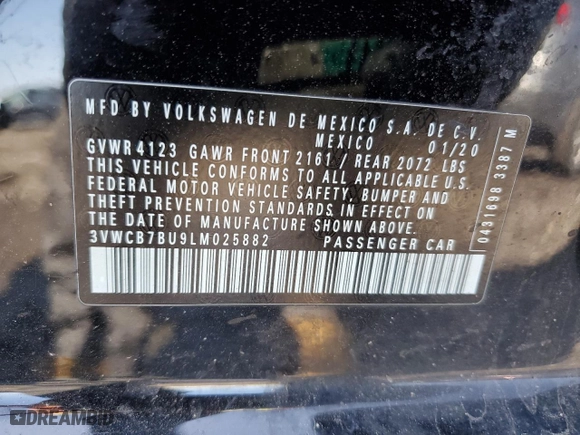 MFD BY VOLKSWAGEN DE MEXICO S.A. DE C.V.
MEXICO 01/20
GVWR 4123 GAWR FRONT 2161 / REAR 2072 LBS
THIS VEHICLE CONFORMS TO ALL APPLICABLE U.S.
FEDERAL MOTOR VEHICLE SAFETY, BUMPER AND
THEFT PREVENTION STANDARDS IN EFFECT ON
THE DATE OF MANUFACTURE SHOWN ABOVE.
3VWCB7BU9LM025882 PASSENGER CAR
0431698 3387 M
DREAMBID